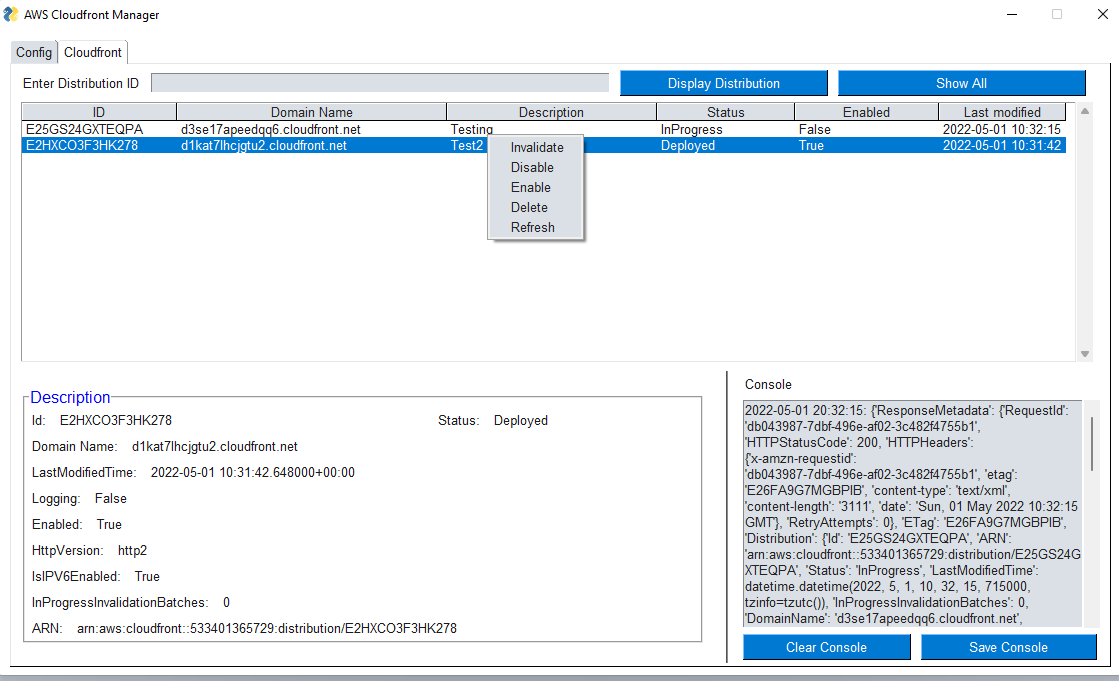 AWS Cloudfront Manager
Config Cloudfront
Enter Distribution ID Display Distribution Show All
ID Domain Name Description Status Enabled Last modified
E25GS24GXTEQPA d3se17apeedqq6.cloudfront.net Testing InProgress False 2022-05-01 10:32:15
E2HXCO3F3HK278 d1kat7lhcjgtu2.cloudfront.net Test2 Deployed True 2022-05-01 10:31:42
Invalidate
Disable
Enable
Delete
Refresh
Description
Id: E2HXCO3F3HK278 Status: Deployed
Domain Name: d1kat7lhcjgtu2.cloudfront.net
LastModifiedTime: 2022-05-01 10:31:42.648000+00:00
Logging: False
Enabled: True
HttpVersion: http2
IsIPV6Enabled: True
InProgressInvalidationBatches: 0
ARN: arn:aws:cloudfront::533401365729:distribution/E2HXCO3F3HK278
Console
2022-05-01 20:32:15: {'ResponseMetadata': {'RequestId':
'db043987-7dbf-496e-af02-3c482f4755b1',
'HTTPStatusCode': 200, 'HTTPHeaders':
{'x-amzn-requestid':
'db043987-7dbf-496e-af02-3c482f4755b1', 'etag':
'E26FA9G7MGBPIB', 'content-type': 'text/xml',
'content-length': '3111', 'date': 'Sun, 01 May 2022 10:32:15
GMT'}, 'RetryAttempts': 0}, 'ETag': 'E26FA9G7MGBPIB',
'Distribution': {'Id': 'E25GS24GXTEQPA', 'ARN':
'arn:aws:cloudfront::533401365729:distribution/E25GS24G
XTEQPA', 'Status': 'InProgress', 'LastModifiedTime':
datetime.datetime(2022, 5, 1, 10, 32, 15, 715000,
tzinfo=tzutc()), 'InProgressInvalidationBatches': 0,
'DomainName': 'd3se17apeedqq6.cloudfront.net',
Clear Console Save Console